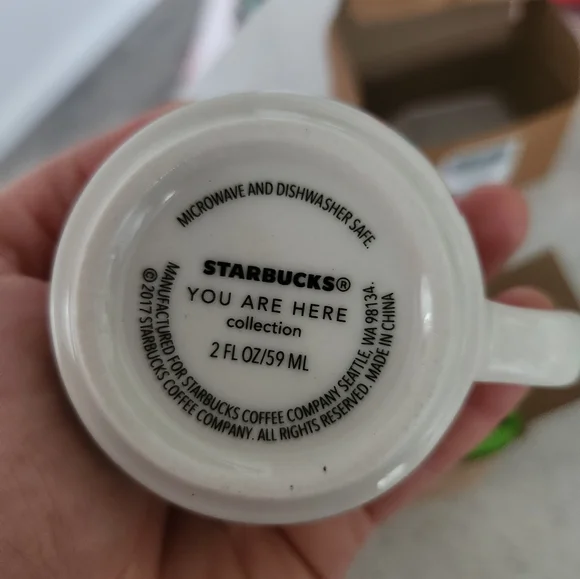 MICROWAVE AND DISHWASHER SAFE.
STARBUCKS®
YOU ARE HERE
collection
2 FL OZ/59 ML
MANUFACTURED FOR STARBUCKS COFFEE COMPANY SEATTLE, WA 98134.
© 2017 STARBUCKS COFFEE COMPANY. ALL RIGHTS RESERVED. MADE IN CHINA